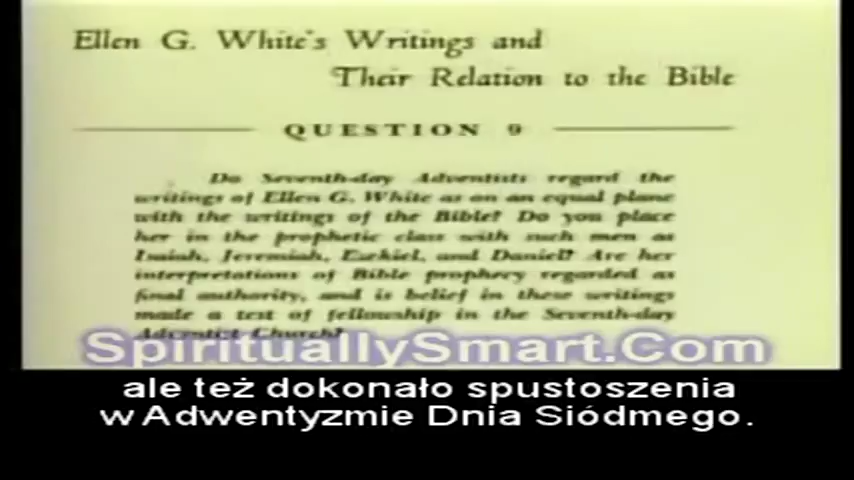 Ellen G. White's Writings and
Their Relation to the Bible
QUESTION 9
Do Seventh-day Adventists regard the
writings of Ellen G. White as on an equal plane
with the writings of the Bible? Do you place
her in the prophetic class with such men as
Isaiah, Jeremiah, Ezekiel, and Daniel? Are her
interpretations of Bible prophecy regarded as
final authority, and is belief in these writings
made a test of fellowship in the Seventh-day
Adventist Church?
SpirituallySmart.Com
ale też dokonało spustoszenia
w Adwentyzmie Dnia Siódmego.